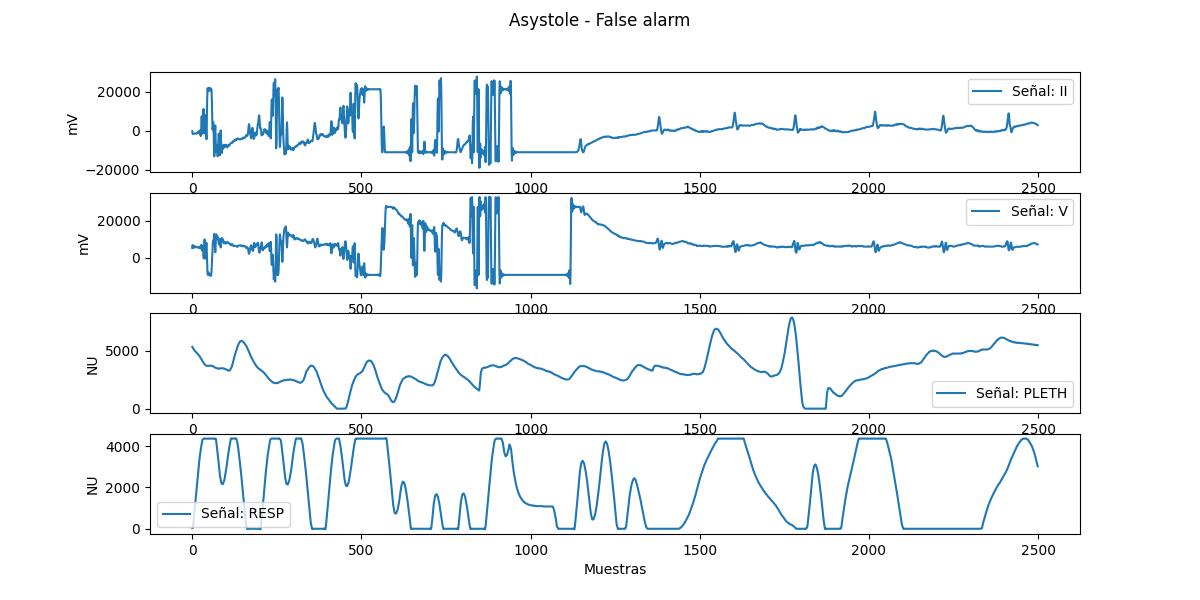 Asystole - False alarm
mV
20000
0
−20000
Señal: II
0 500 1000 1500 2000 2500
mV
20000
0
Señal: V
0 500 1000 1500 2000 2500
NU
5000
0
Señal: PLETH
0 500 1000 1500 2000 2500
NU
4000
2000
0
Señal: RESP
0 500 1000 1500 2000 2500
Muestras